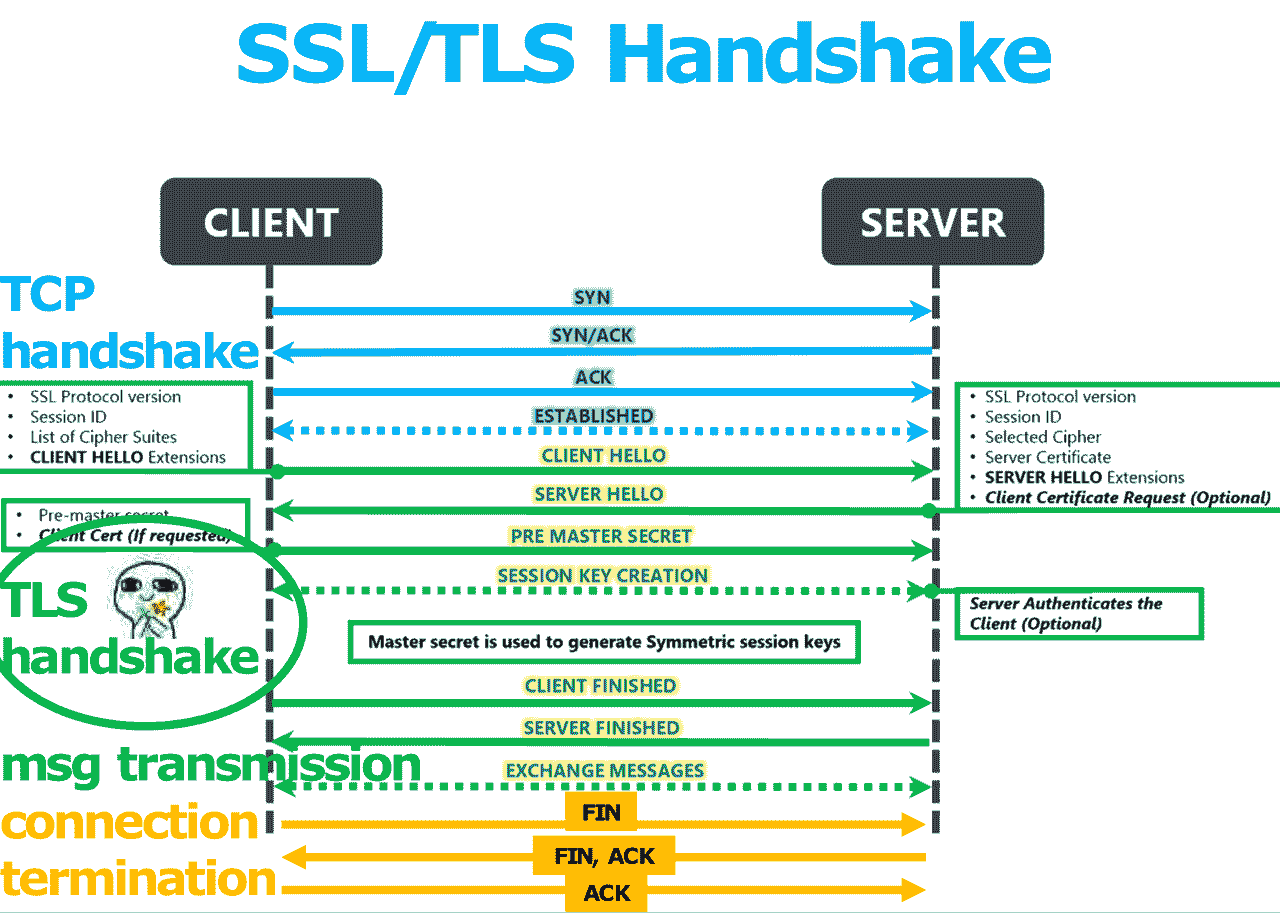 SSL/TLS Handshake
CLIENT
SERVER
TCP
handshake
SYN
SYN/ACK
ACK
ESTABLISHED
• SSL Protocol version
• Session ID
• List of Cipher Suites
• CLIENT HELLO Extensions
• SSL Protocol version
• Session ID
• Selected Cipher
• Server Certificate
• SERVER HELLO Extensions
• Client Certificate Request (Optional)
CLIENT HELLO
SERVER HELLO
• Pre-master secret
• Client Cert (If requested)
PRE MASTER SECRET
SESSION KEY CREATION
TLS
handshake
Server Authenticates the
Client (Optional)
Master secret is used to generate Symmetric session keys
CLIENT FINISHED
SERVER FINISHED
msg transmission
EXCHANGE MESSAGES
connection
termination
FIN
FIN, ACK
ACK